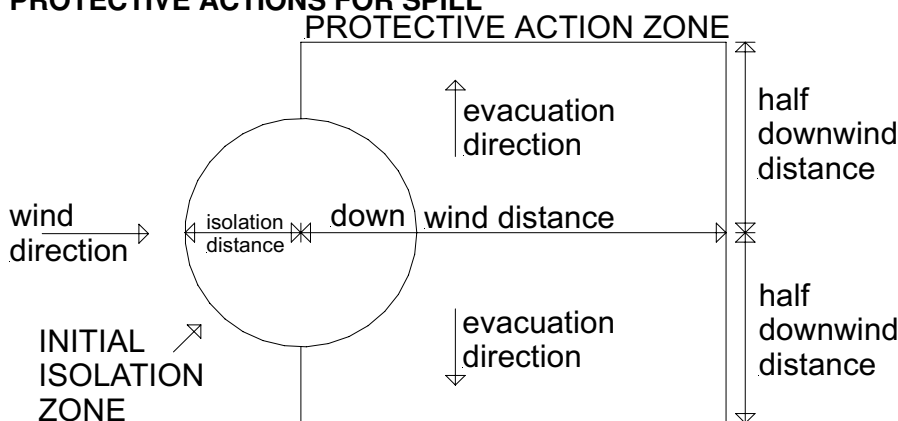 PROTECTIVE ACTIONS FOR SPILL
PROTECTIVE ACTION ZONE
evacuation
direction
half
downwind
distance
wind
direction
isolation
distance
down wind distance
evacuation
direction
half
downwind
distance
INITIAL
ISOLATION
ZONE